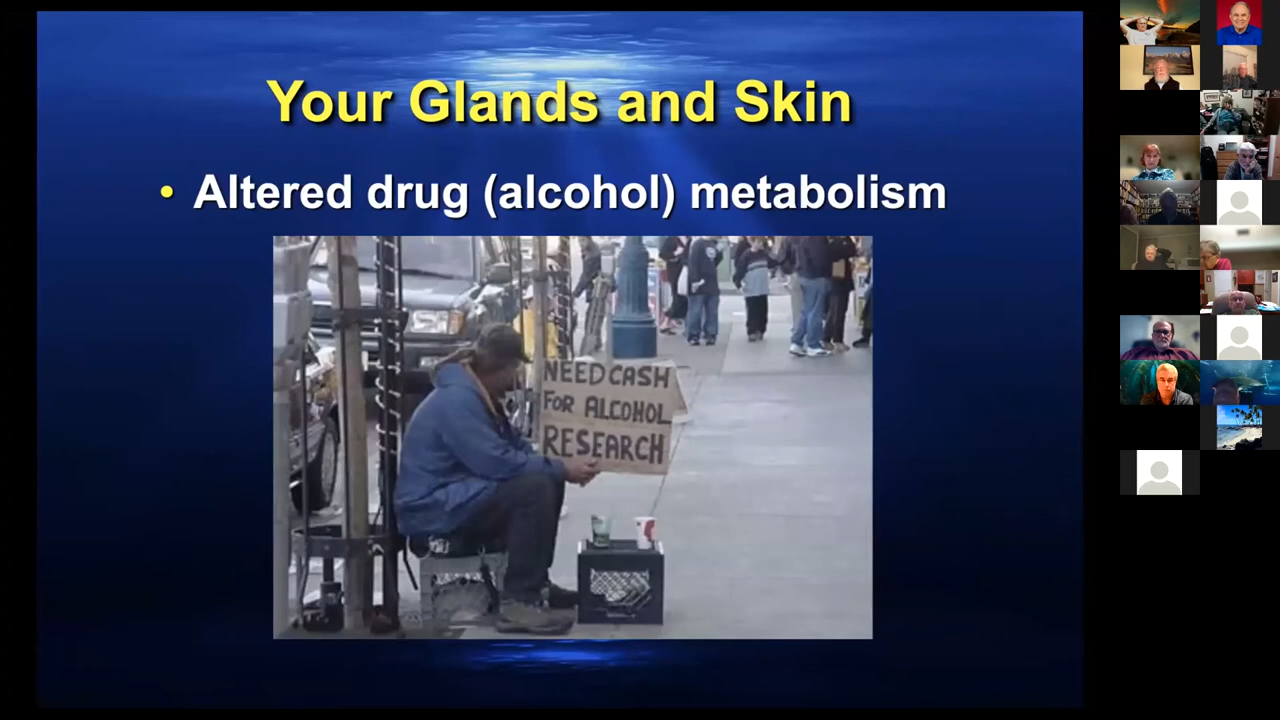 Your Glands and Skin
• Altered drug (alcohol) metabolism
NEED CASH
FOR ALCOHOL
RESEARCH